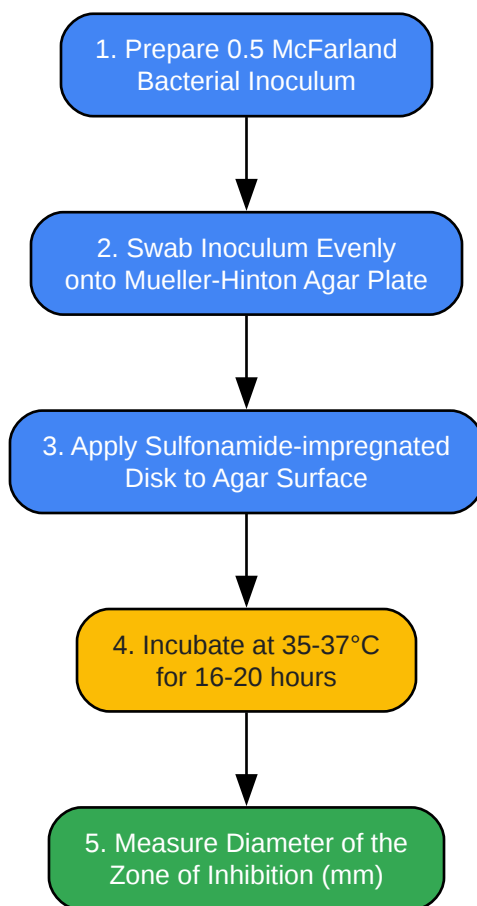 1. Prepare 0.5 McFarland
Bacterial Inoculum
2. Swab Inoculum Evenly
onto Mueller-Hinton Agar Plate
3. Apply Sulfonamide-impregnated
Disk to Agar Surface
4. Incubate at 35-37°C
for 16-20 hours
5. Measure Diameter of the
Zone of Inhibition (mm)